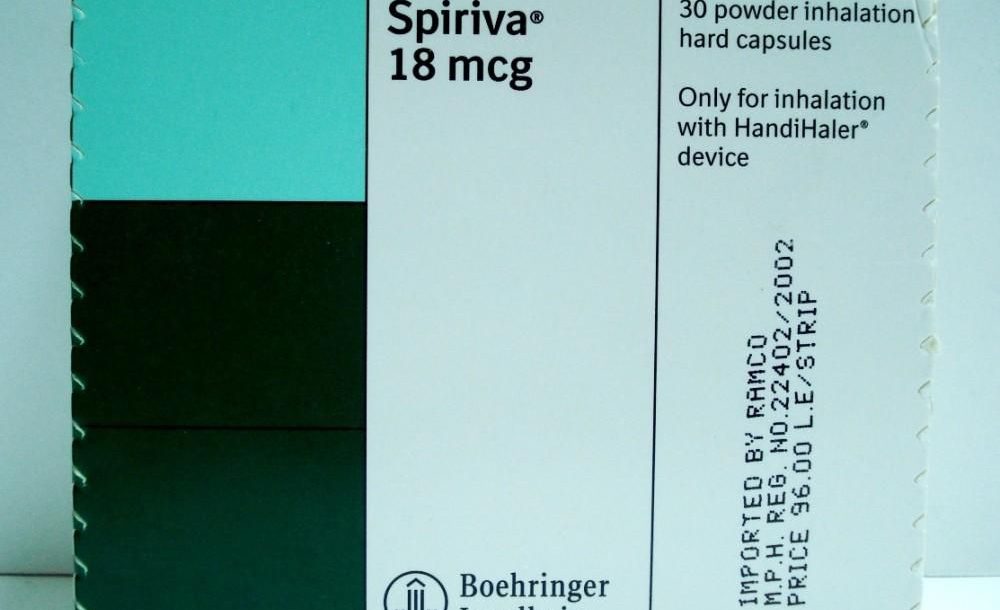 Spiriva®
18 mcg
30 powder inhalation
hard capsules
Only for inhalation
with HandiHaler®
device
IMPORTED BY RAMCO
M.P.H. REG. NO.22402/2002
PRICE 96.00 L.E/STRIP
Boehringer